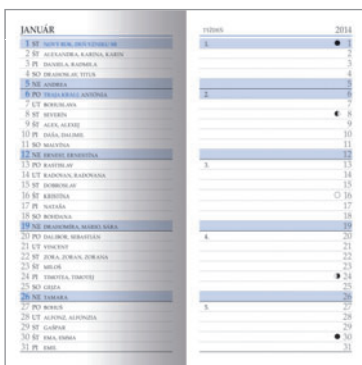 JANUÁR
1 ST NOVÝ ROK, DEŇ VZNIKU SR
2 ŠT ALEXANDRA, KARINA, KARIN
3 PI DANIELA, RADMILA
4 SO DRAHOSLAV, TITUS
5 NE ANDREA
6 PO TRAJA KRÁLI, ANTÓNIA
7 UT BOHUSLAVA
8 ST SEVERÍN
9 ŠT ALEX, ALEXEJ
10 PI DÁŠA, DALIMIL
11 SO MALVÍNA
12 NE ERNEST, ERNESTÍNA
13 PO RASTISLAV
14 UT RADOVAN, RADOVANA
15 ST DOBROSLAV
16 ŠT KRISTÍNA
17 PI NATAŠA
18 SO BOHDANA
19 NE DRAHOMÍRA, MÁRIO, SÁRA
20 PO DALIBOR, SEBASTIÁN
21 UT VINCENT
22 ST ZORA, ZORAN, ZORANA
23 ŠT MILOŠ
24 PI TIMOTEA, TIMOTEJ
25 SO GEJZA
26 NE TAMARA
27 PO BOHUŠ
28 UT ALFONZ, ALFONZIA
29 ST GAŠPAR
30 ŠT EMA, EMMA
31 PI EMIL
TÝŽDEŇ 2014
1. 1
2
3
4
5
2. 6
7
8
9
10
11
12
3. 13
14
15
16
17
18
19
4. 20
21
22
23
24
25
26
5. 27
28
29
30
31